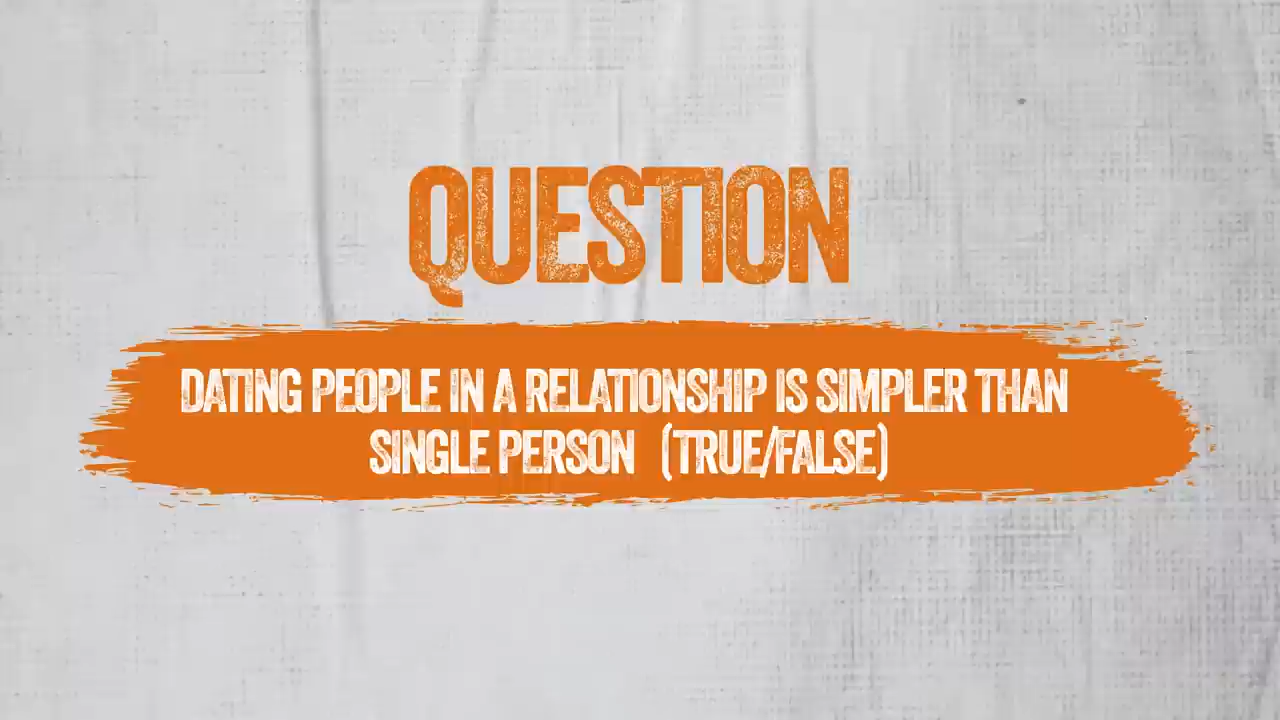 QUESTION
DATING PEOPLE IN A RELATIONSHIP IS SIMPLER THAN
SINGLE PERSON (TRUE/FALSE)